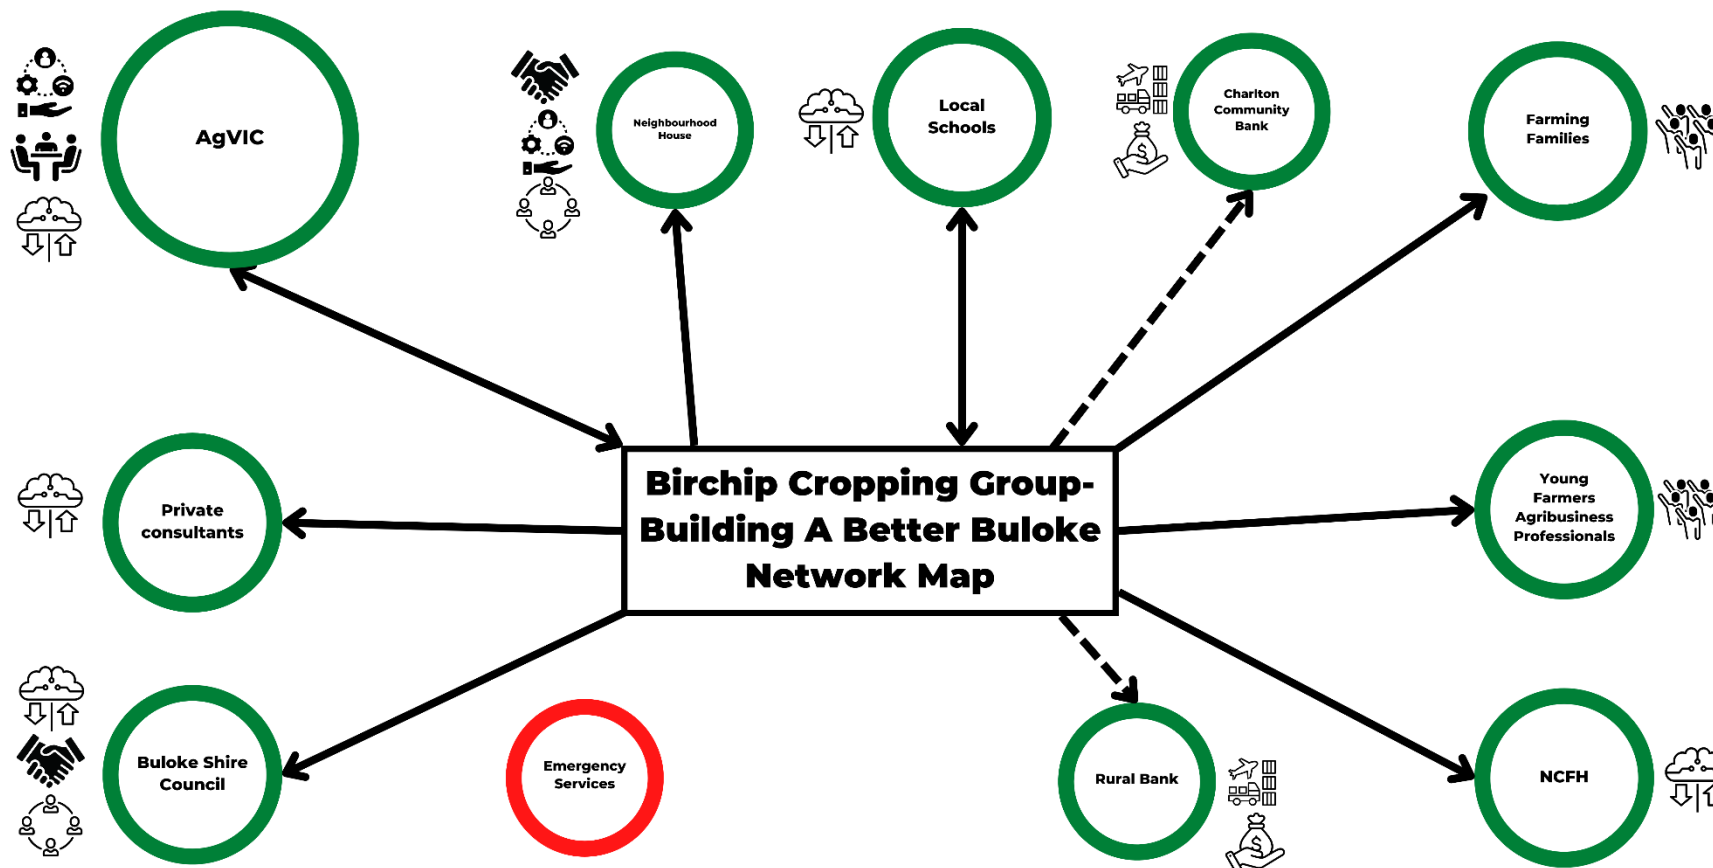 AgVIC
Neighbourhood
House
Local
Schools
Charlton
Community
Bank
Farming
Families
Private
consultants
Birchip Cropping Group-
Building A Better Buloke
Network Map
Young
Farmers
Agribusiness
Professionals
Buloke Shire
Council
Emergency
Services
Rural Bank
NCFH